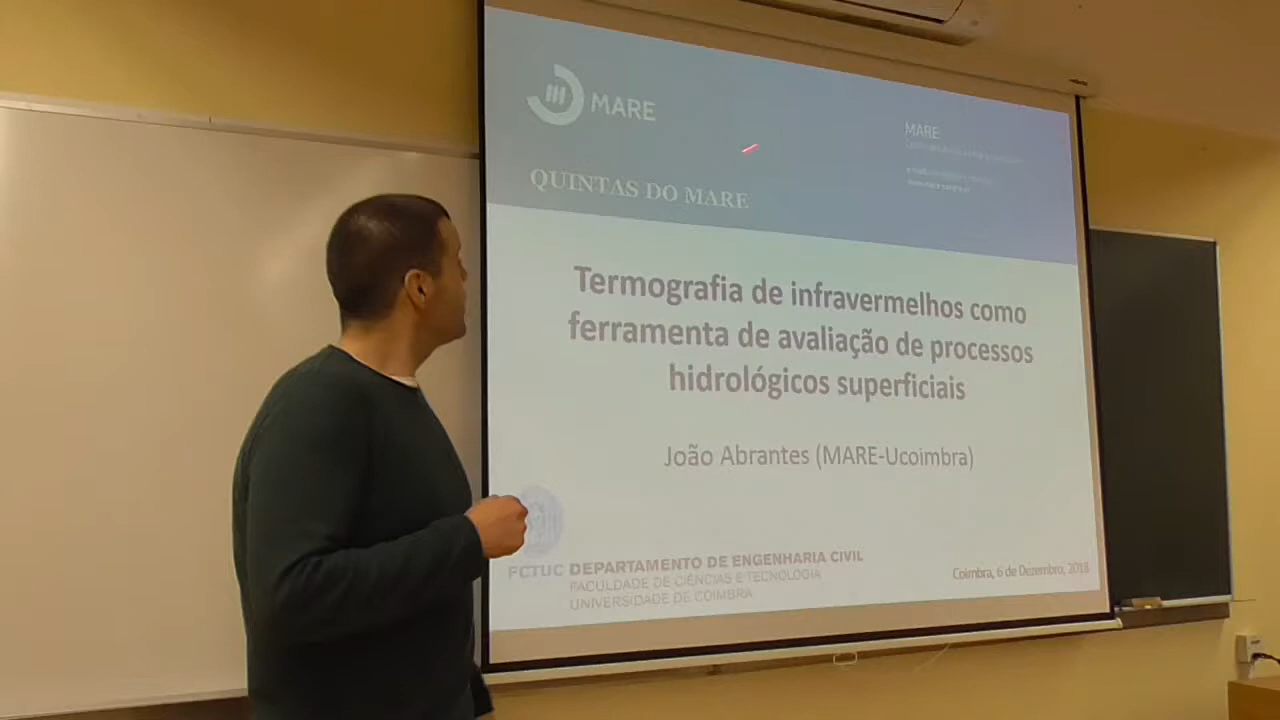 MARE
MARE
QUINTAS DO MARE
Termografia de infravermelhos como
ferramenta de avaliação de processos
hidrológicos superficiais
João Abrantes (MARE-Ucoimbra)
FCTUC DEPARTAMENTO DE ENGENHARIA CIVIL
FACULDADE DE CIÊNCIAS E TECNOLOGIA
UNIVERSIDADE DE COIMBRA
Coimbra, 6 de Dezembro, 2018